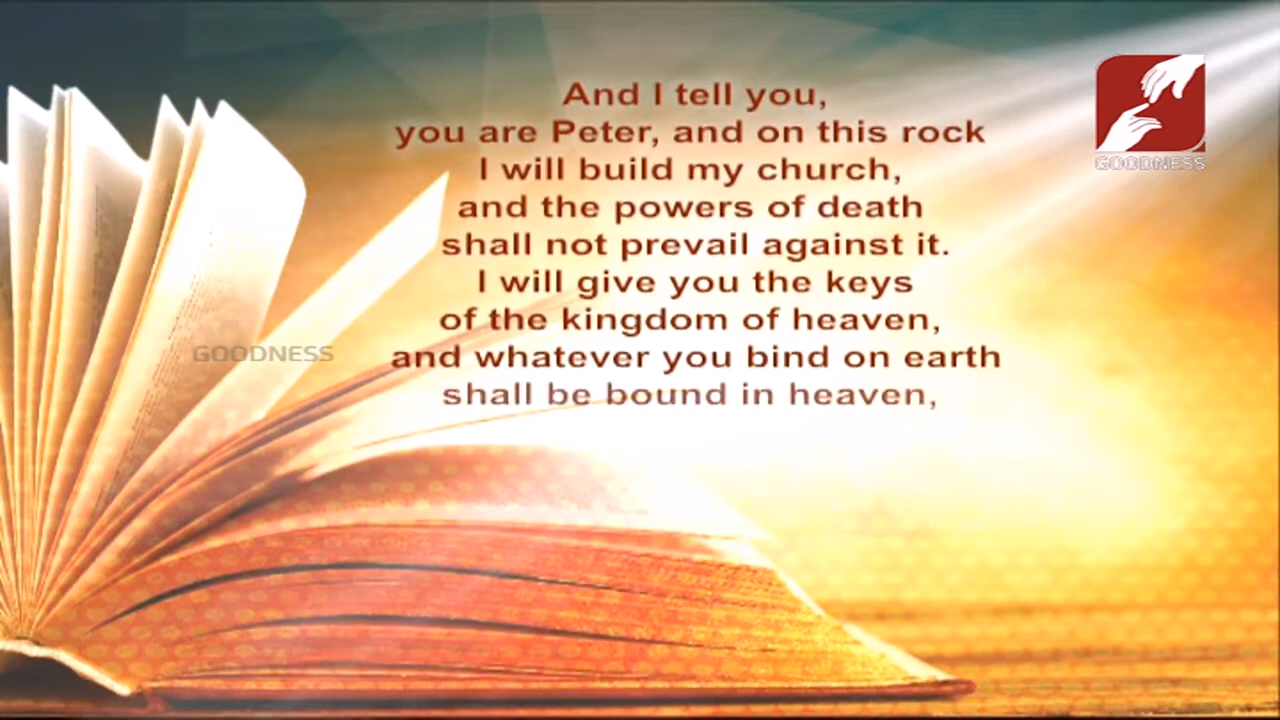 And I tell you,
you are Peter, and on this rock
I will build my church,
and the powers of death
shall not prevail against it.
I will give you the keys
of the kingdom of heaven,
and whatever you bind on earth
shall be bound in heaven,
GOODNESS
GOODNESS